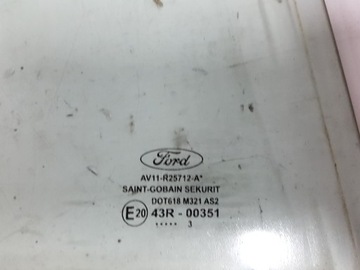 Ford
AV11-R25712-A*
SAINT-GOBAIN SEKURIT
DOT618 M321 AS2
E20 43R - 00351
..... 3